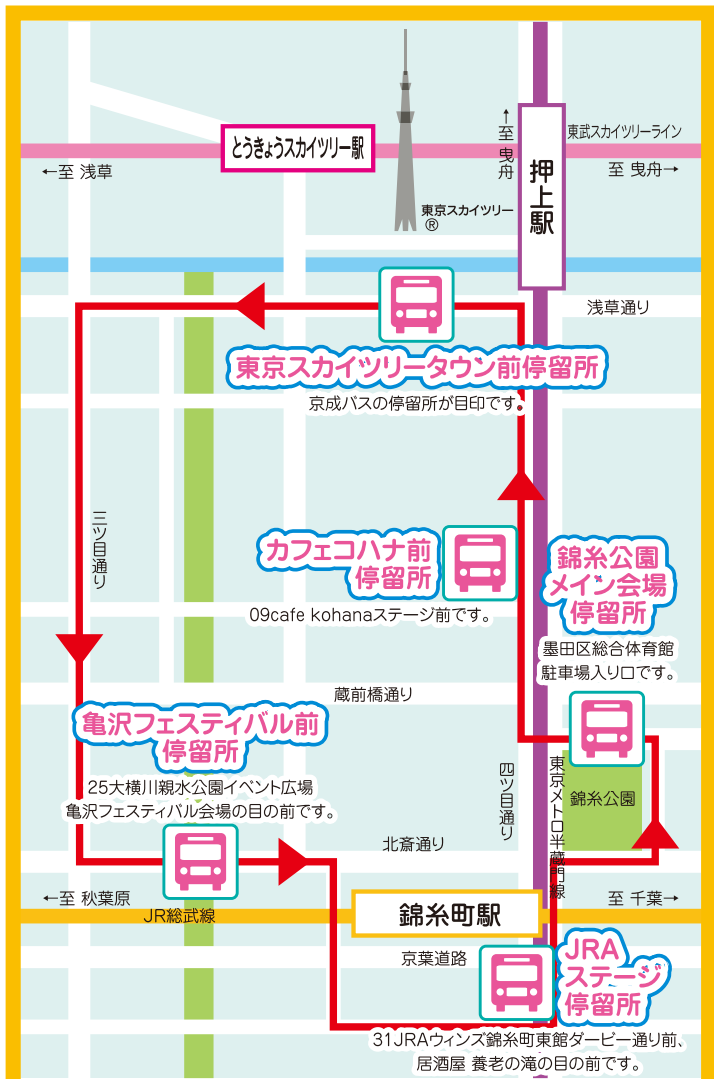 とうきょうスカイツリー駅
←至 曳舟
東武スカイツリーライン
←至 浅草
至 曳舟→
押上駅
東京スカイツリー
®
浅草通り
東京スカイツリータウン前停留所
京成バスの停留所が目印です。
三ツ目通り
カフェコハナ前
停留所
09cafe kohanaステージ前です。
錦糸公園
メイン会場
停留所
墨田区総合体育館
駐車場入り口です。
蔵前橋通り
亀沢フェスティバル前
停留所
25大横川親水公園イベント広場
亀沢フェスティバル会場の目の前です。
四ツ目通り
東京メトロ半蔵門線
錦糸公園
北斎通り
←至 秋葉原
JR総武線
錦糸町駅
至 千葉→
京葉道路
JRA
ステージ
停留所
31JRAウィンズ錦糸町東館ダービー通り前、
居酒屋 養老の滝の目の前です。